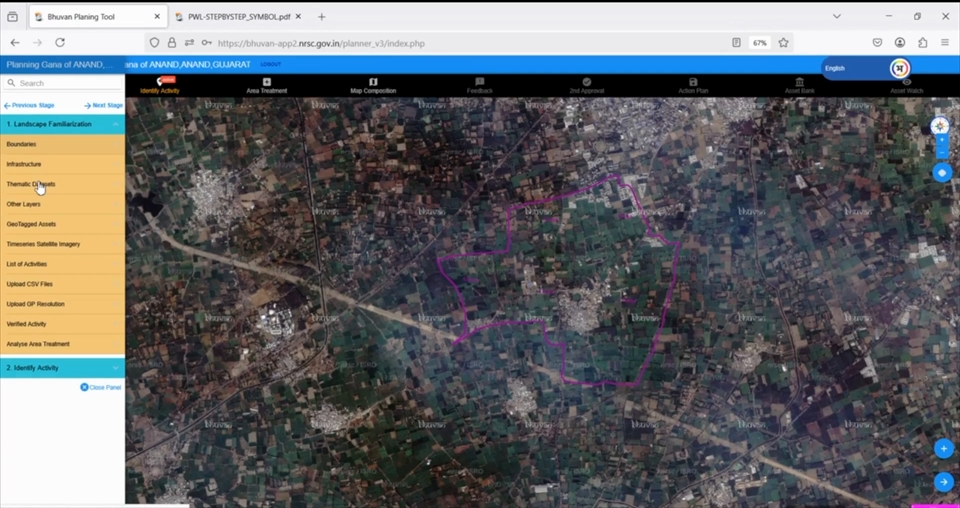 Bhuvan Planing Tool
PWL-STEPBYSTEP_SYMBOL.pdf
https://bhuvan-app2.nrsc.gov.in/planner_v3/index.php
67%
Planning Gana of ANAND,... ana of ANAND,ANAND,GUJARAT LOGOUT
English
Search
Identify Activity
Area Treatment
Map Composition
Feedback
2nd Approval
Action Plan
Asset Bank
Asset Watch
Previous Stage
Next Stage
1. Landscape Familiarization
Boundaries
Infrastructure
Thematic Datasets
Other Layers
GeoTagged Assets
Timeseries Satellite Imagery
List of Activities
Upload CSV Files
Upload GP Resolution
Verified Activity
Analyse Area Treatment
2. Identify Activity
Close Panel